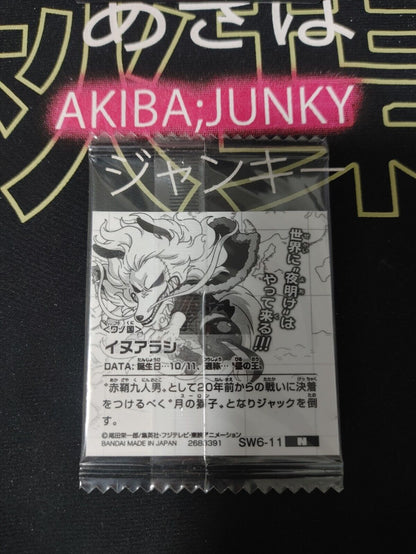 あきば
AKIBA;JUNKY
ジャンキー
世界に"夜明け"は
やって来る!!!
<ワノ国>
イヌアラシ
DATA: 誕生日…10/11、通称…"昼の王"
"赤鞘九人男"として20年前からの戦いに決着
をつけるべく"月の獅子"となりジャックを倒
す。
©尾田栄一郎/集英社・フジテレビ・東映アニメーション
BANDAI MADE IN JAPAN 2683391
SW6-11 N